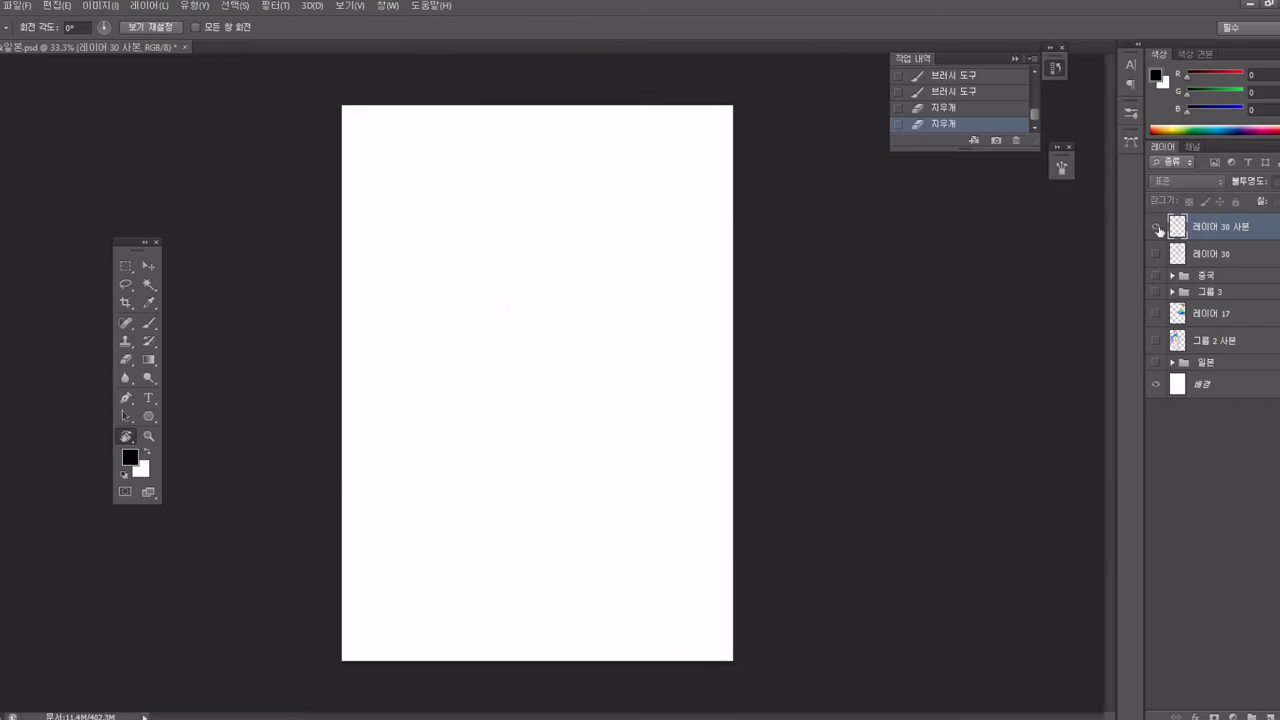 파일(F) 편집(E) 이미지(I) 레이어(L) 유형(Y) 선택(S) 필터(T) 3D(D) 보기(V) 창(W) 도움말(H)
회전 각도: 0° 보기 재설정 모든 창 회전 필수
일본.psd @ 33.3% (레이어 30 사본, RGB/8) * ×
작업 내역
브러시 도구
브러시 도구
지우개
지우개
색상 색상 견본
R 0
G 0
B 0
레이어 채널
종류
표준 불투명도:
잠그기: 칠:
레이어 30 사본
레이어 30
중국
그룹 3
레이어 17
그룹 2 사본
일본
배경
문서:11.4M/402.3M